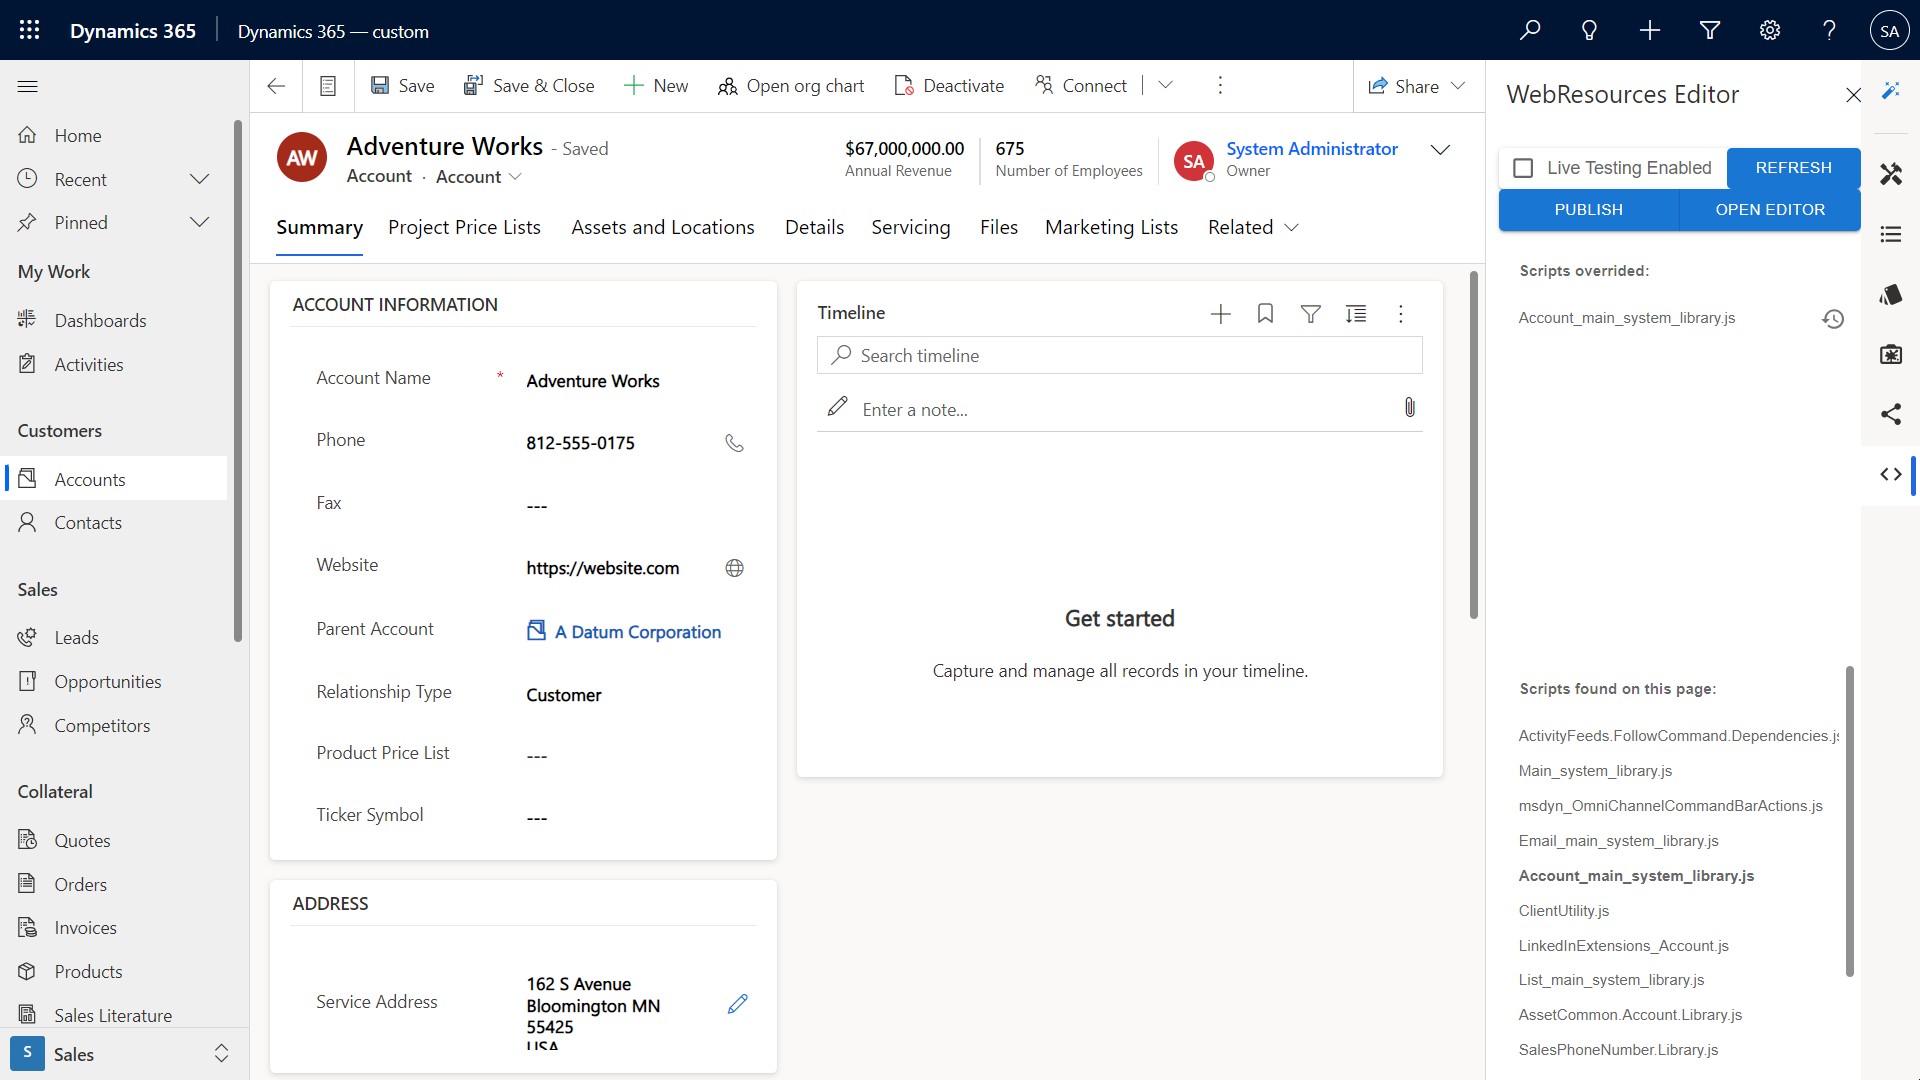 Dynamics 365
Dynamics 365 — custom
SA
Home
Recent
Pinned
My Work
Dashboards
Activities
Customers
Accounts
Contacts
Sales
Leads
Opportunities
Competitors
Collateral
Quotes
Orders
Invoices
Products
Sales Literature
S
Sales
Save
Save & Close
New
Open org chart
Deactivate
Connect
Share
AW
Adventure Works - Saved
Account · Account
$67,000,000.00
Annual Revenue
675
Number of Employees
SA
System Administrator
Owner
Summary
Project Price Lists
Assets and Locations
Details
Servicing
Files
Marketing Lists
Related
ACCOUNT INFORMATION
Account Name * Adventure Works
Phone 812-555-0175
Fax ---
Website https://website.com
Parent Account A Datum Corporation
Relationship Type Customer
Product Price List ---
Ticker Symbol ---
ADDRESS
Service Address
162 S Avenue
Bloomington MN
55425
USA
Timeline
Search timeline
Enter a note...
Get started
Capture and manage all records in your timeline.
WebResources Editor
Live Testing Enabled
REFRESH
PUBLISH
OPEN EDITOR
Scripts overrided:
Account_main_system_library.js
Scripts found on this page:
ActivityFeeds.FollowCommand.Dependencies.js
Main_system_library.js
msdyn_OmniChannelCommandBarActions.js
Email_main_system_library.js
Account_main_system_library.js
ClientUtility.js
LinkedInExtensions_Account.js
List_main_system_library.js
AssetCommon.Account.Library.js
SalesPhoneNumber.Library.js